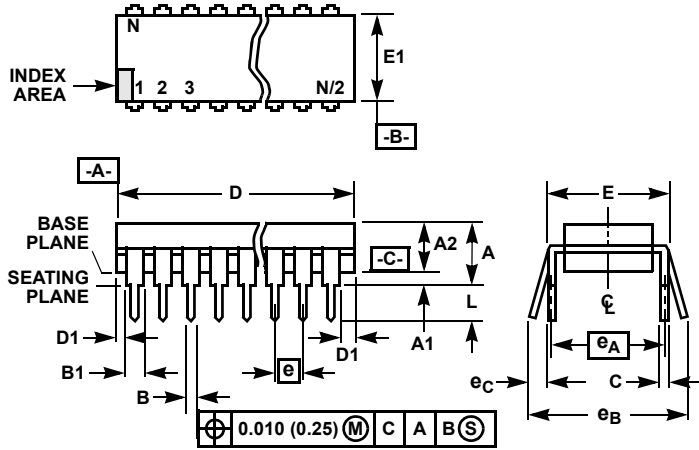 N
INDEX
AREA
1 2 3 N/2
E1
-B-
-A-
D
E
BASE
PLANE
-C-
A2
A
SEATING
PLANE
L
℄
D1
A1
D1
eA
B1
e
eC
C
B
eB
0.010 (0.25) Ⓜ C A B Ⓢ